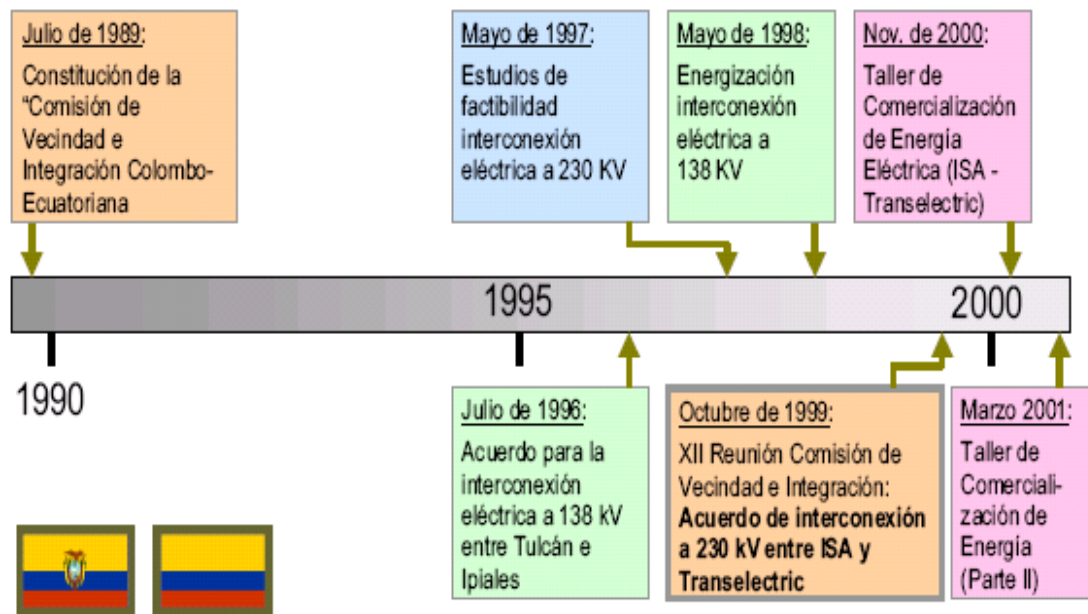 Julio de 1989:
Constitución de la
"Comisión de
Vecindad e
Integración Colombo-
Ecuatoriana
Mayo de 1997:
Estudios de
factibilidad
interconexión
eléctrica a 230 KV
Mayo de 1998:
Energización
interconexión
eléctrica a
138 KV
Nov. de 2000:
Taller de
Comercialización
de Energía
Eléctrica (ISA -
Transelectric)
1995
2000
1990
Julio de 1996:
Acuerdo para la
interconexión
eléctrica a 138 kV
entre Tulcán e
Ipiales
Octubre de 1999:
XII Reunión Comisión de
Vecindad e Integración:
Acuerdo de interconexión
a 230 kV entre ISA y
Transelectric
Marzo 2001:
Taller de
Comerciali-
zación de
Energía
(Parte II)